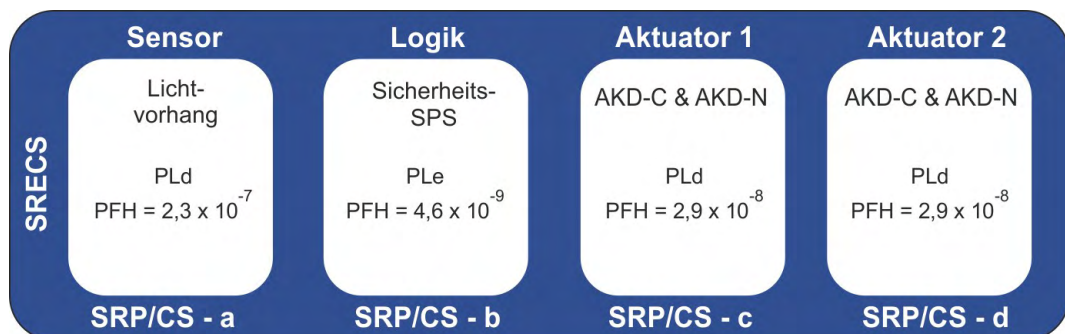 SRECS
Sensor
Licht-
vorhang
PLd
PFH = 2,3 x 10⁻⁷
SRP/CS - a
Logik
Sicherheits-
SPS
PLe
PFH = 4,6 x 10⁻⁹
SRP/CS - b
Aktuator 1
AKD-C & AKD-N
PLd
PFH = 2,9 x 10⁻⁸
SRP/CS - c
Aktuator 2
AKD-C & AKD-N
PLd
PFH = 2,9 x 10⁻⁸
SRP/CS - d